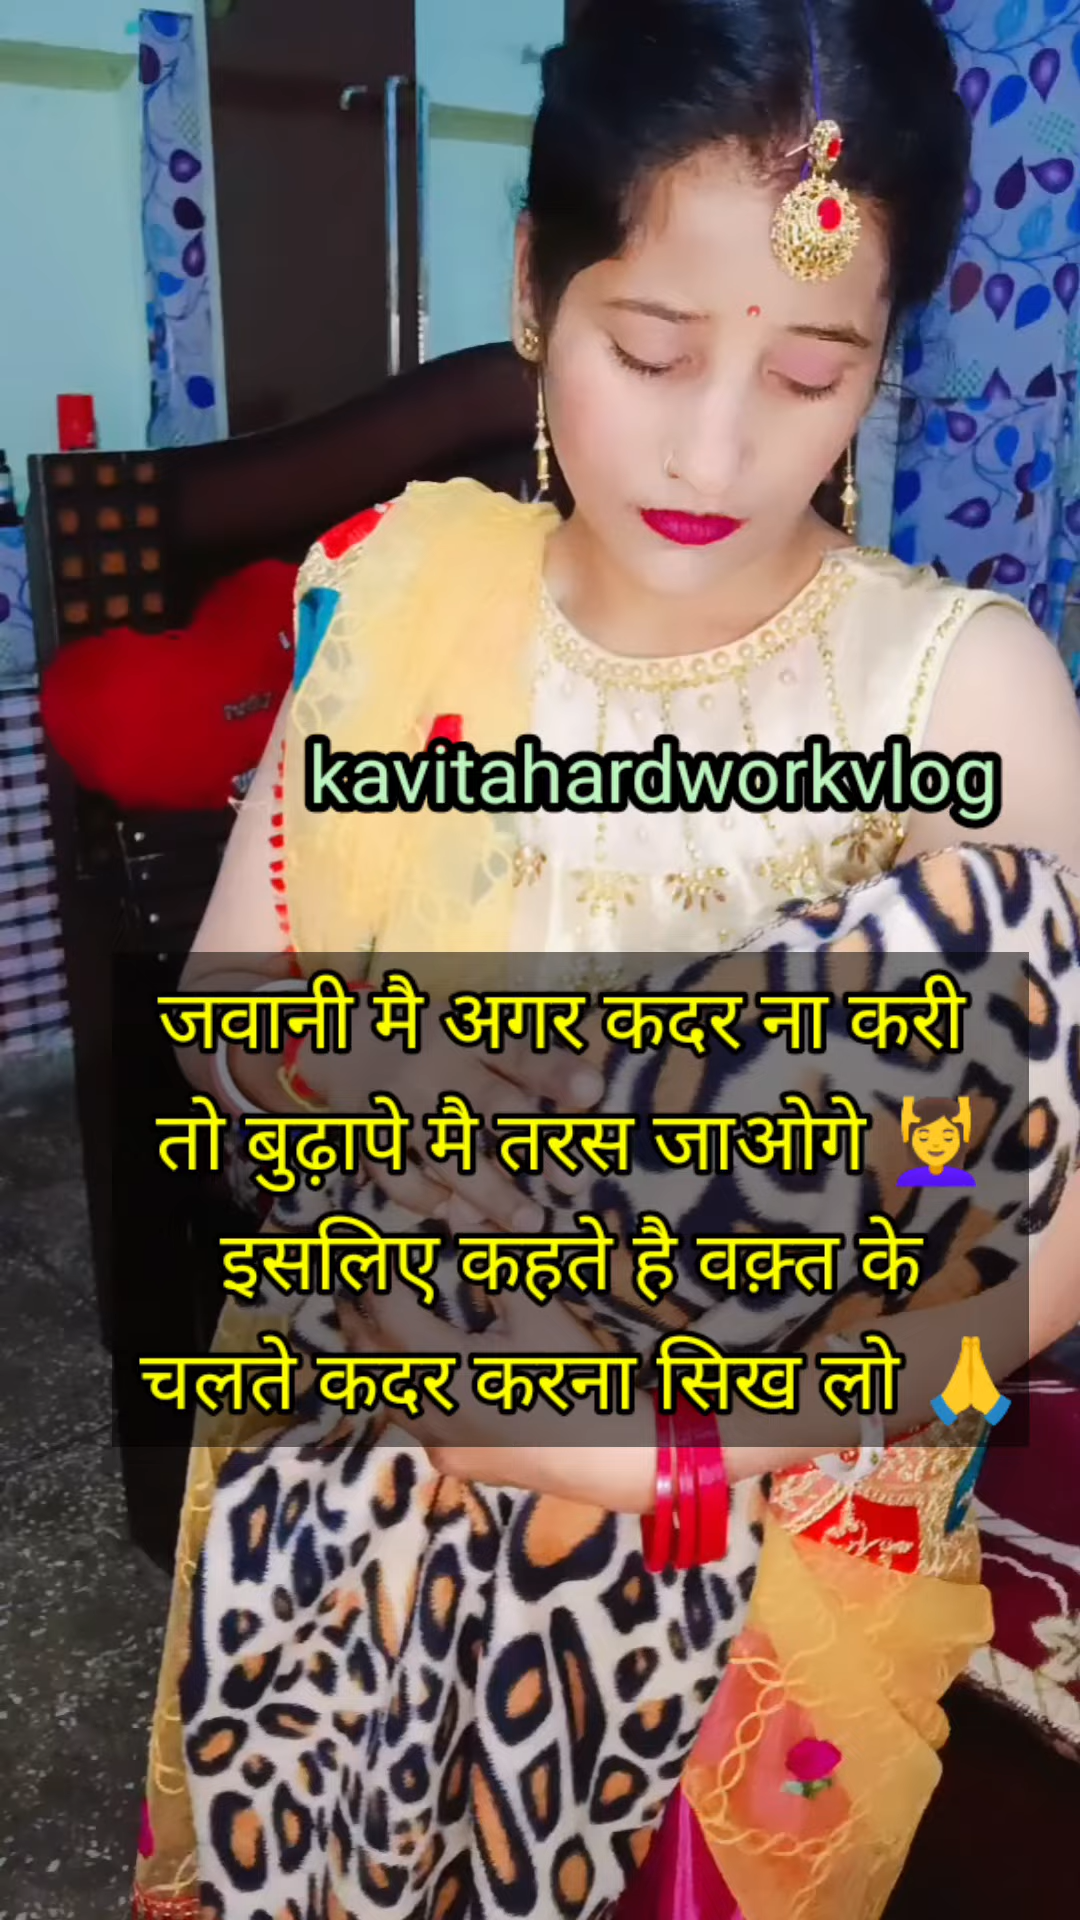 kavitahardworkvlog
जवानी मै अगर कदर ना करी
तो बुढ़ापे मै तरस जाओगे 💆‍♀️
इसलिए कहते है वक़्त के
चलते कदर करना सिख लो 🙏